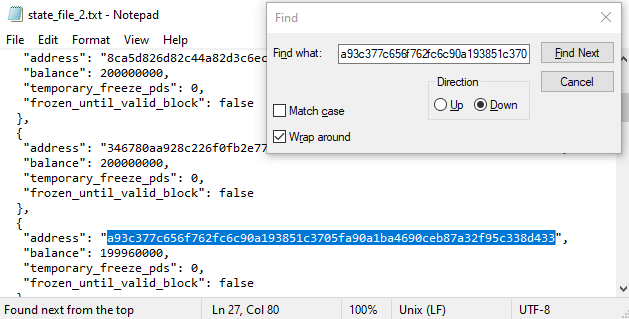 state_file_2.txt - Notepad
File Edit Format View Help
"address": "8ca5d826d82c44a82d3c6ec
"balance": 200000000,
"temporary_freeze_pds": 0,
"frozen_until_valid_block": false
},
{
"address": "346780aa928c226f0fb2e77
"balance": 200000000,
"temporary_freeze_pds": 0,
"frozen_until_valid_block": false
},
{
"address": "a93c377c656f762fc6c90a193851c3705fa90a1ba4690ceb87a32f95c338d433",
"balance": 199960000,
"temporary_freeze_pds": 0,
"frozen_until_valid_block": false
Find
Find what: a93c377c656f762fc6c90a193851c370 Find Next
Direction Cancel
Up Down
Match case
Wrap around
Found next from the top Ln 27, Col 80 100% Unix (LF) UTF-8